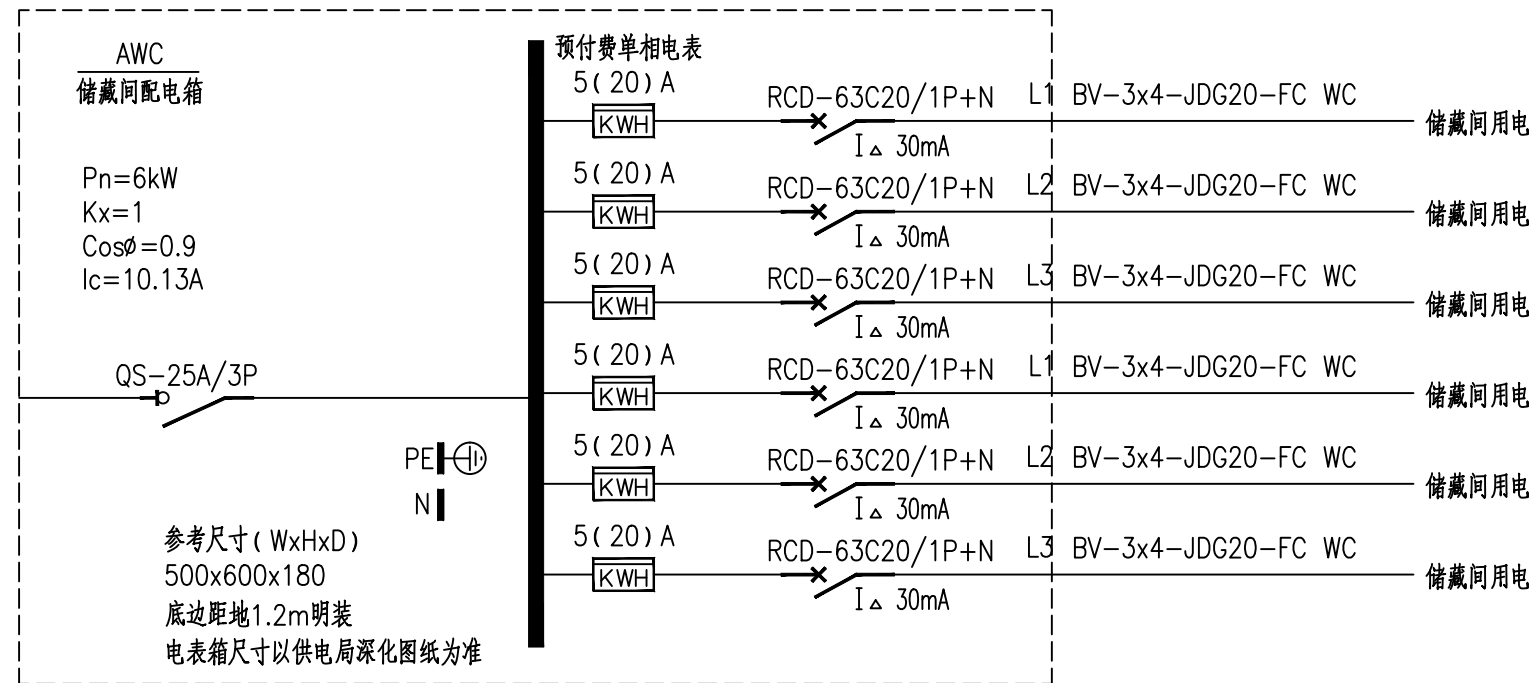 AWC
储藏间配电箱
Pn=6kW
Kx=1
CosØ=0.9
Ic=10.13A
QS-25A/3P
PE
N
参考尺寸(WxHxD)
500x600x180
底边距地1.2m明装
电表箱尺寸以供电局深化图纸为准
预付费单相电表
5(20)A
KWH
RCD-63C20/1P+N L1 BV-3x4-JDG20-FC WC
I△ 30mA
储藏间用电
5(20)A
KWH
RCD-63C20/1P+N L2 BV-3x4-JDG20-FC WC
I△ 30mA
储藏间用电
5(20)A
KWH
RCD-63C20/1P+N L3 BV-3x4-JDG20-FC WC
I△ 30mA
储藏间用电
5(20)A
KWH
RCD-63C20/1P+N L1 BV-3x4-JDG20-FC WC
I△ 30mA
储藏间用电
5(20)A
KWH
RCD-63C20/1P+N L2 BV-3x4-JDG20-FC WC
I△ 30mA
储藏间用电
5(20)A
KWH
RCD-63C20/1P+N L3 BV-3x4-JDG20-FC WC
I△ 30mA
储藏间用电